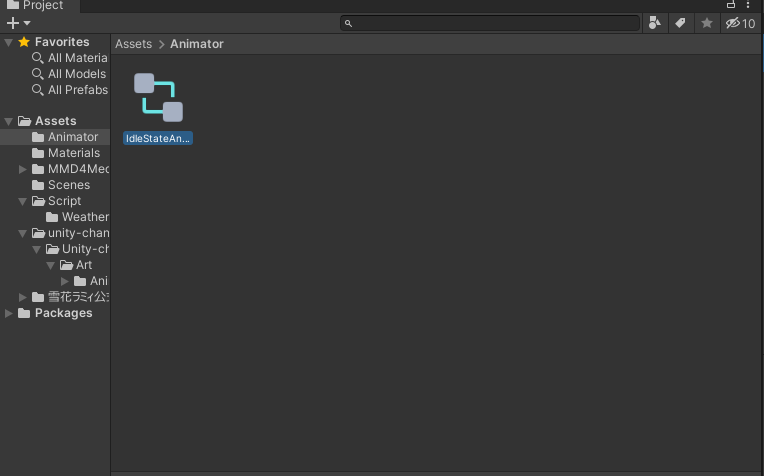 Project
10
Favorites
All Materia
All Models
All Prefabs
Assets
Animator
Materials
MMD4Mec
Scenes
Script
Weather
unity-chan
Unity-ch
Art
Ani
雪花ラミィ公式
Packages
Assets > Animator
IdleStateAn...